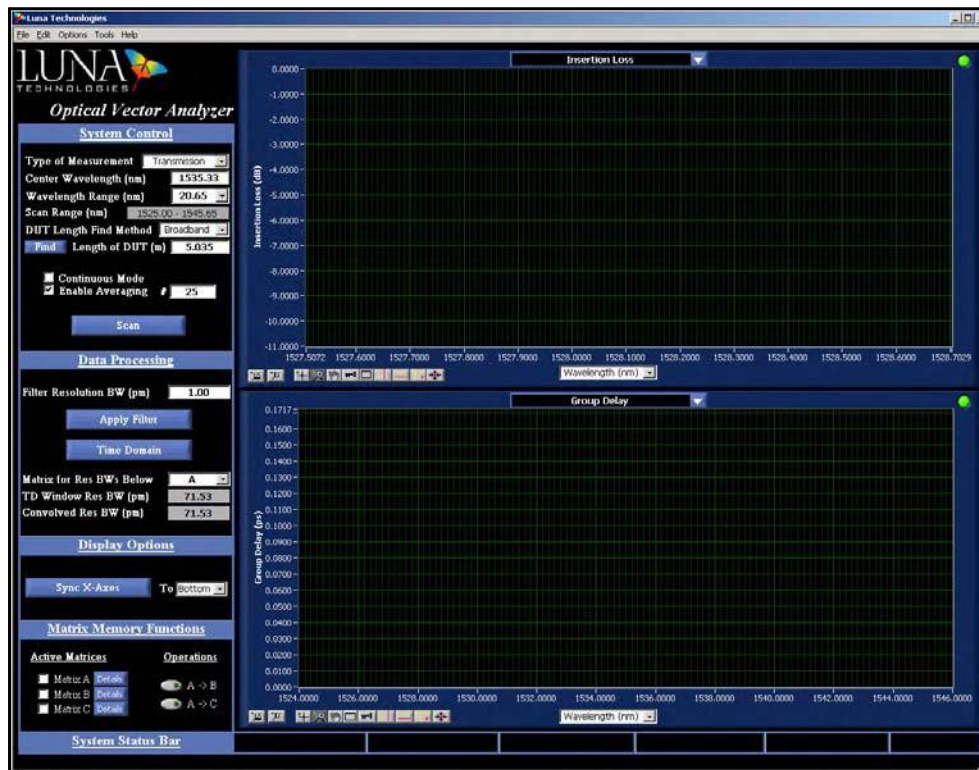 Luna Technologies
File Edit Options Tools Help
LUNA
TECHNOLOGIES
Optical Vector Analyzer
System Control
Type of Measurement Transmission
Center Wavelength (nm) 1535.33
Wavelength Range (nm) 20.65
Scan Range (nm) 1525.00 - 1545.65
DUT Length Find Method Broadband
Find Length of DUT (m) 5.035
Continuous Mode
Enable Averaging # 25
Scan
Data Processing
Filter Resolution BW (pm) 1.00
Apply Filter
Time Domain
Matrix for Res BWs Below A
TD Window Res BW (pm) 71.53
Convolved Res BW (pm) 71.53
Display Options
Sync X-Axes To Bottom
Matrix Memory Functions
Active Matrices Operations
Matrix A Details
Matrix B Details A -> B
Matrix C Details A -> C
System Status Bar
Insertion Loss
Insertion Loss (dB)
0.0000
-1.0000
-2.0000
-3.0000
-4.0000
-5.0000
-6.0000
-7.0000
-8.0000
-9.0000
-10.0000
-11.0000
1527.5072 1527.6000 1527.7000 1527.8000 1527.9000 1528.0000 1528.1000 1528.2000 1528.3000 1528.4000 1528.5000 1528.6000 1528.7029
Wavelength (nm)
Group Delay
Group Delay (ps)
0.1717
0.1600
0.1500
0.1400
0.1300
0.1200
0.1100
0.1000
0.0900
0.0800
0.0700
0.0600
0.0500
0.0400
0.0300
0.0200
0.0100
0.0000
1524.0000 1526.0000 1528.0000 1530.0000 1532.0000 1534.0000 1536.0000 1538.0000 1540.0000 1542.0000 1544.0000 1546.0000
Wavelength (nm)